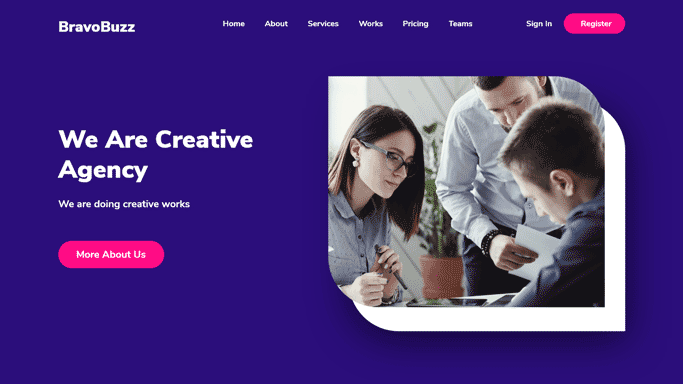 BravoBuzz
Home About Services Works Pricing Teams Sign In Register
We Are Creative
Agency
We are doing creative works
More About Us